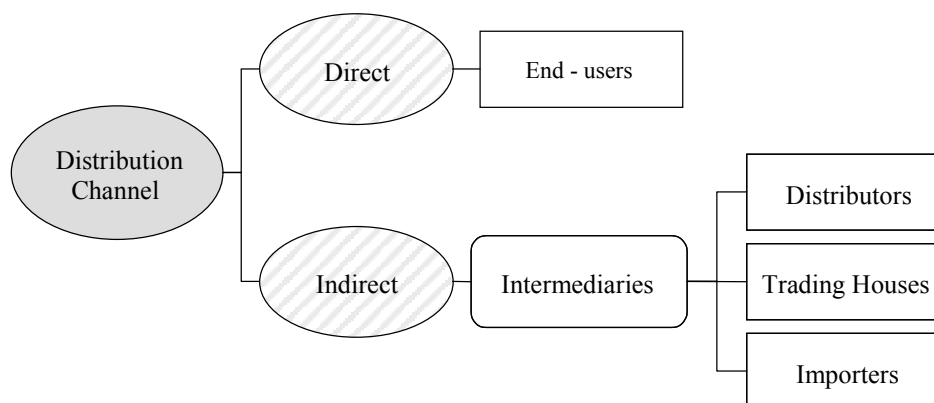 Direct
End - users
Distribution
Channel
Distributors
Indirect
Intermediaries
Trading Houses
Importers